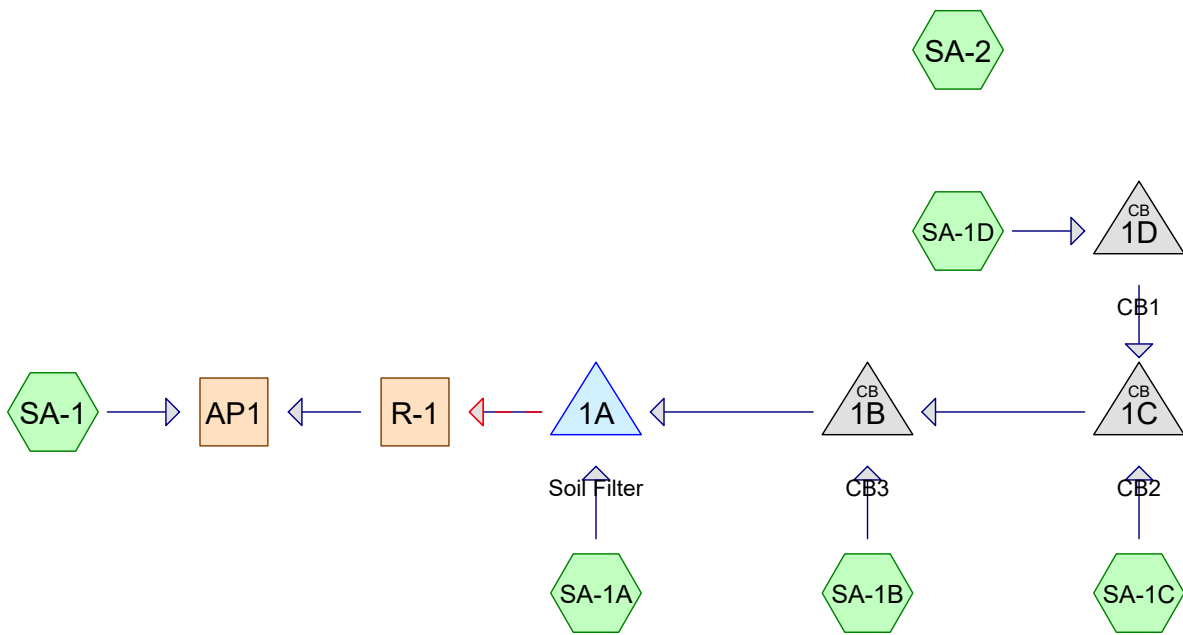 SA-2
SA-1D
CB
1D
CB1
SA-1
AP1
R-1
1A
CB
1B
CB
1C
Soil Filter
CB3
CB2
SA-1A
SA-1B
SA-1C